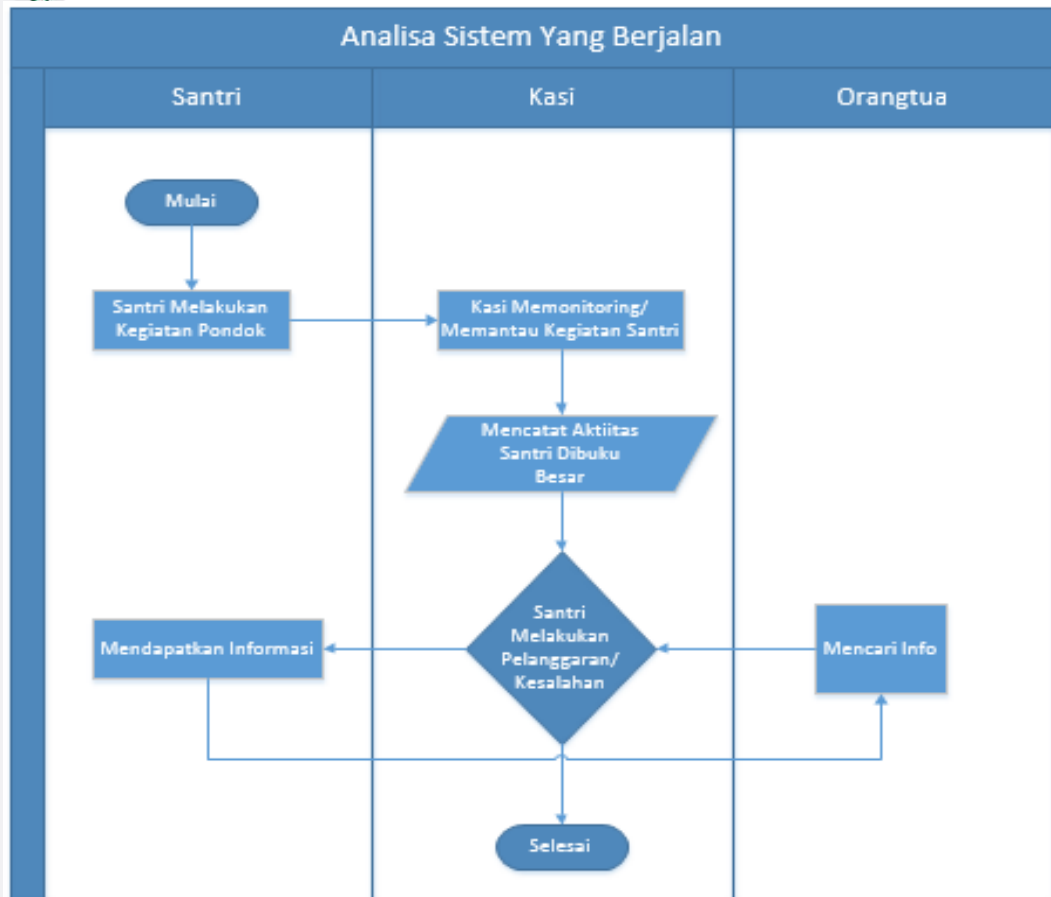 Analisa Sistem Yang Berjalan
Santri
Kasi
Orangtua
Mulai
Santri Melakukan
Kegiatan Pondok
Kasi Memonitoring/
Memantau Kegiatan Santri
Mencatat Aktiitas
Santri Dibuku
Besar
Santri
Melakukan
Pelanggaran/
Kesalahan
Mendapatkan Informasi
Mencari Info
Selesai